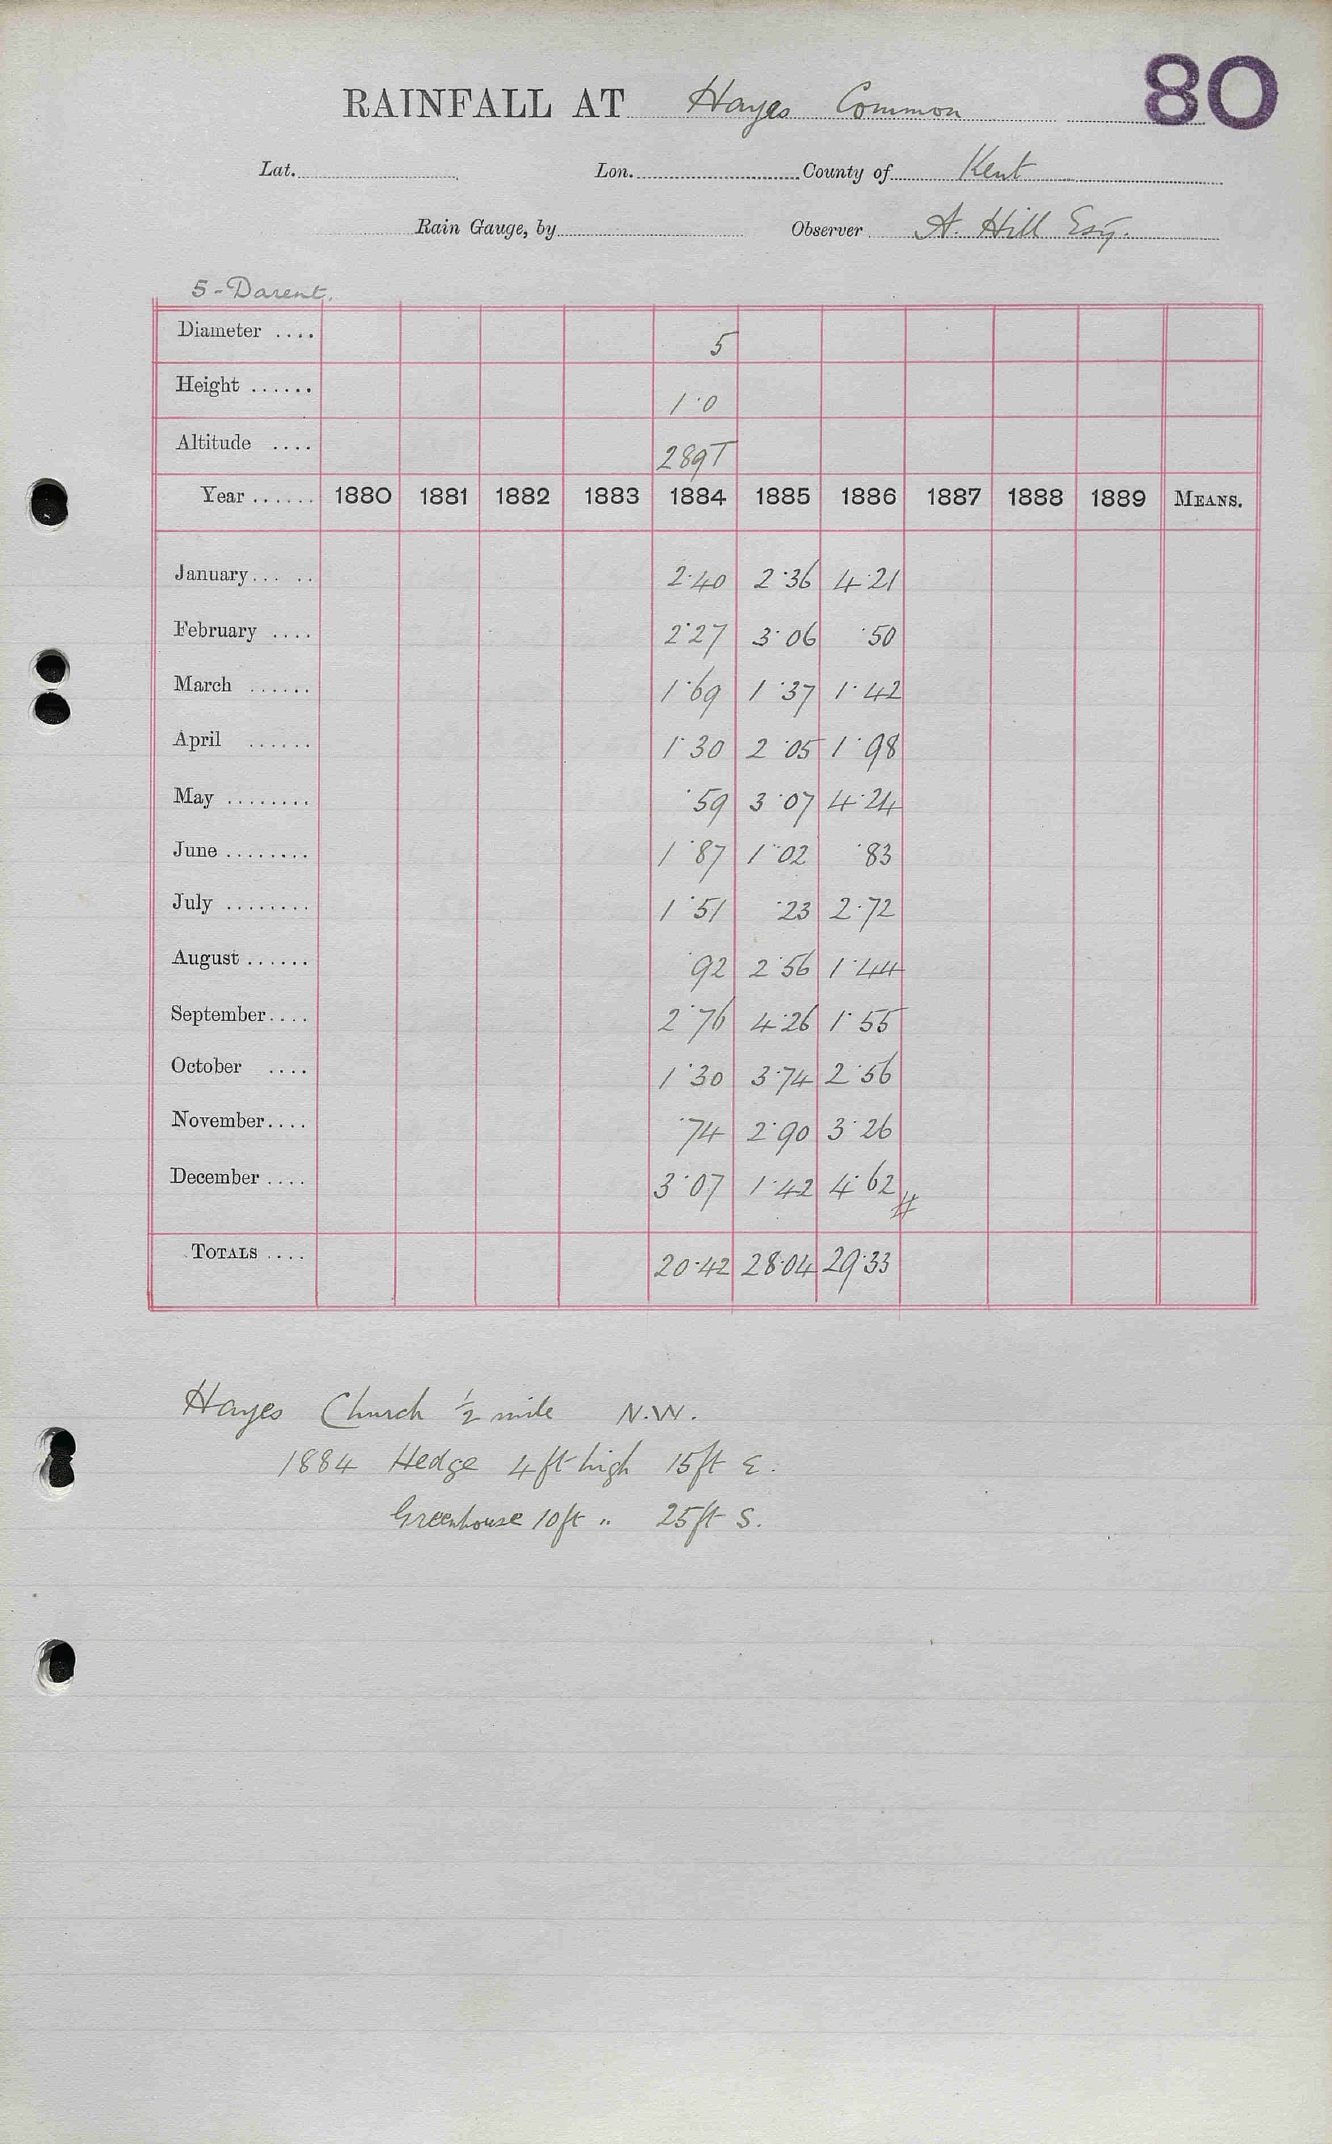 RAINFALL AT Hayes Common 80
Lat. Lon. County of Kent
Rain Gauge, by Observer A. Hill Esq.
5 - Darent.
Diameter .... 5
Height ...... 1·0
Altitude .... 289T
Year ...... 1880 1881 1882 1883 1884 1885 1886 1887 1888 1889 MEANS.
January... .. 2·40 2·36 4·21
February .... 2·27 3·06 ·50
March ...... 1·69 1·37 1·42
April ...... 1·30 2·05 1·98
May ........ ·59 3·07 4·24
June ........ 1·87 1·02 ·83
July ........ 1·51 ·23 2·72
August ...... ·92 2·56 1·44
September.... 2·76 4·26 1·55
October .... 1·30 3·74 2·56
November.... ·74 2·90 3·26
December .... 3·07 1·42 4·62 #
TOTALS .... 20·42 28·04 29·33
Hayes Church ½ mile N.W.
1884 Hedge 4ft high 15ft E.
Greenhouse 10ft " 25ft S.